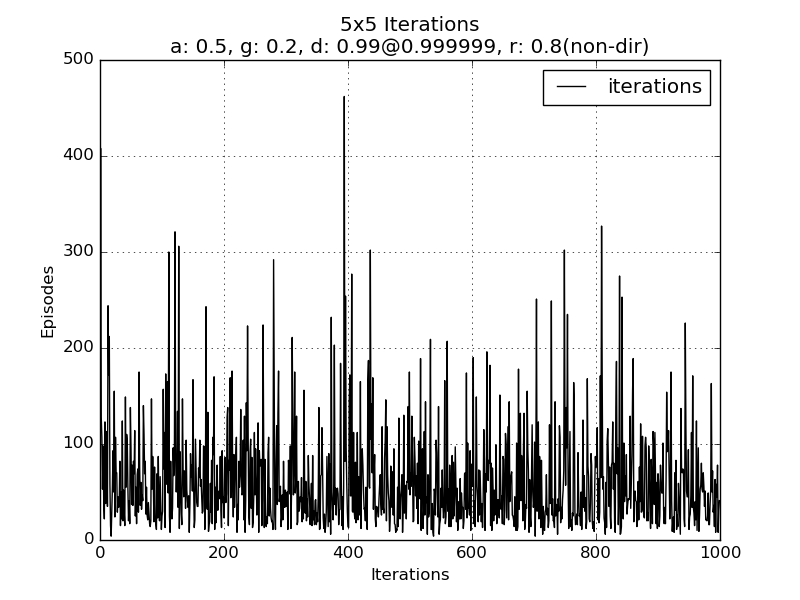 5x5 Iterations
a: 0.5, g: 0.2, d: 0.99@0.999999, r: 0.8(non-dir)
iterations
500
400
300
200
100
0
Episodes
0 200 400 600 800 1000
Iterations